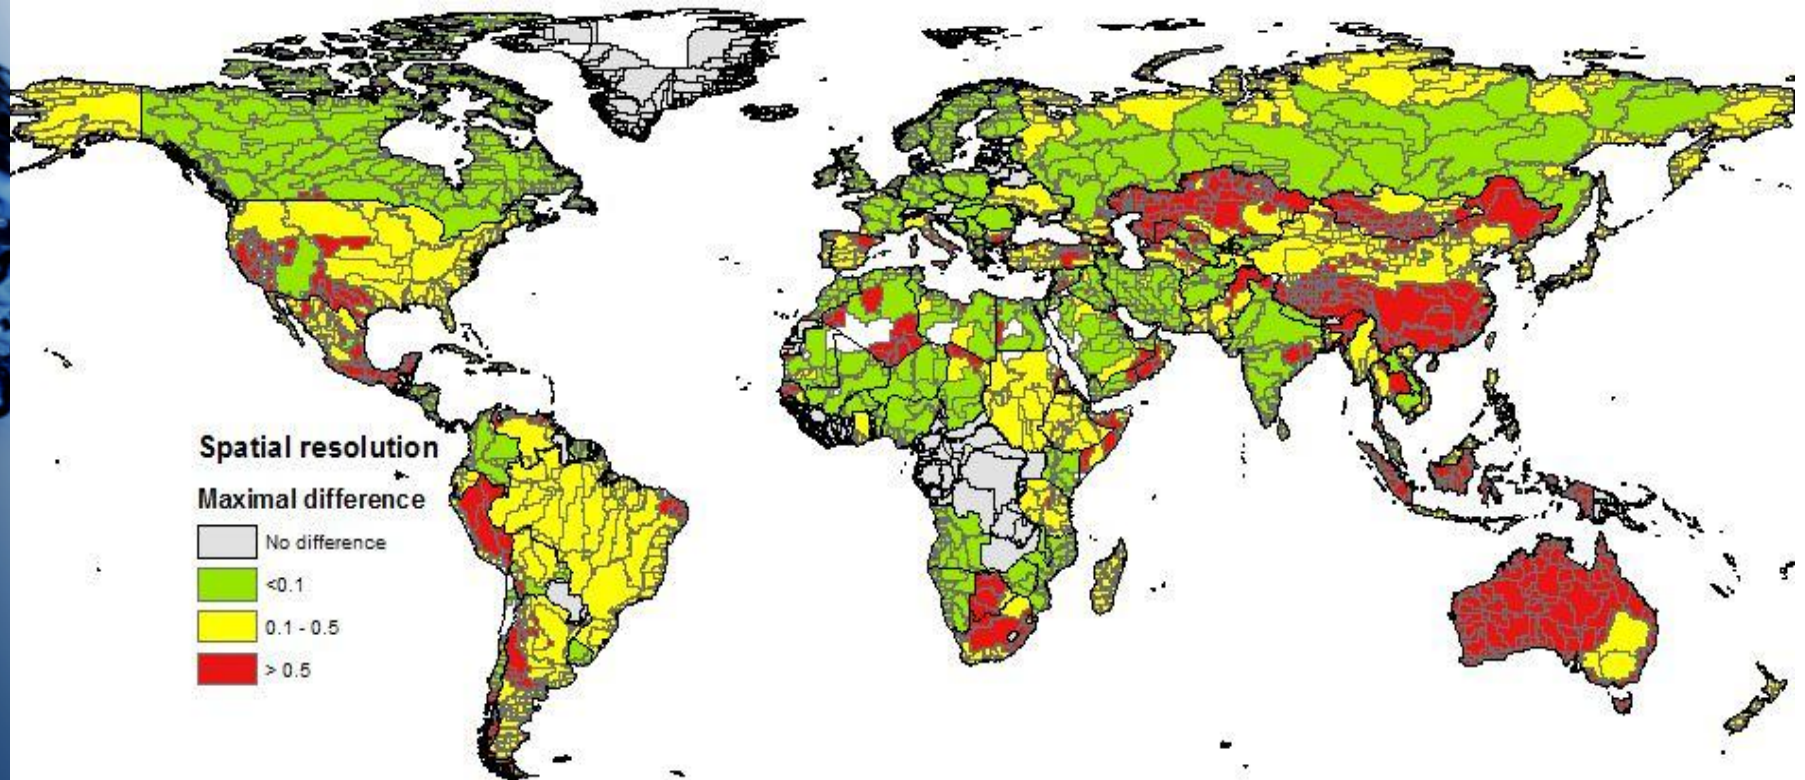 Spatial resolution
Maximal difference
No difference
<0.1
0.1 - 0.5
> 0.5